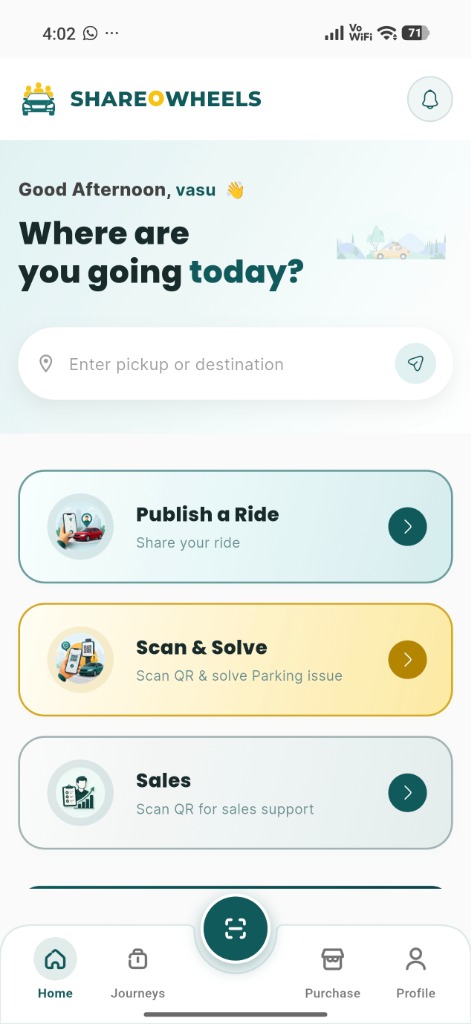 4:02
Vo
WiFi
71
SHAREOWHEELS
Good Afternoon, vasu 👋
Where are
you going today?
Enter pickup or destination
Publish a Ride
Share your ride
Scan & Solve
Scan QR & solve Parking issue
Sales
Scan QR for sales support
Home
Journeys
Purchase
Profile